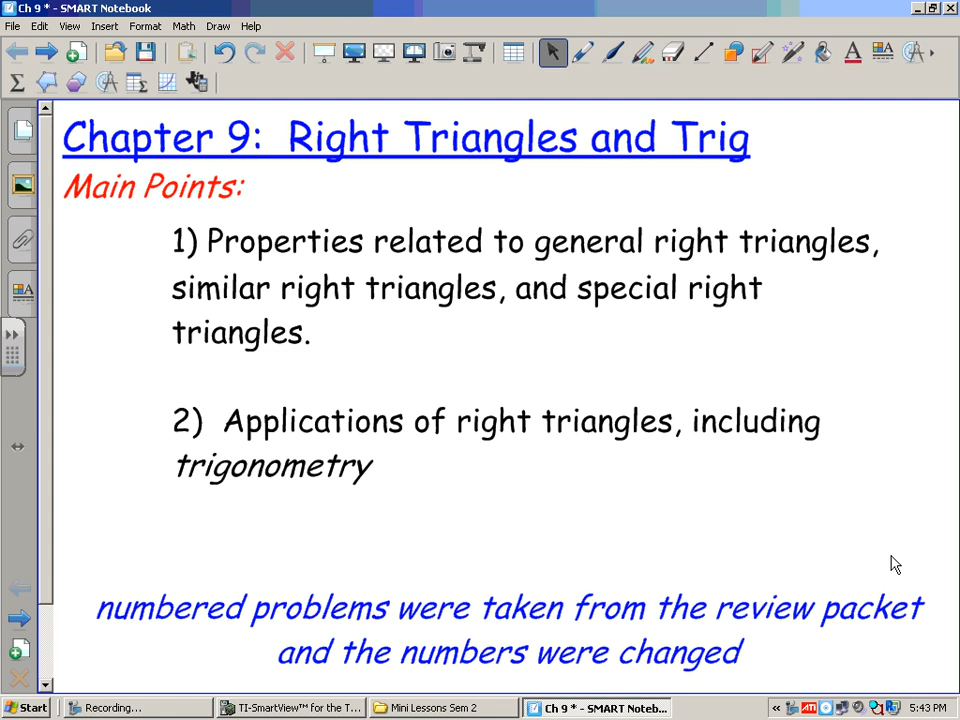 Ch 9 * - SMART Notebook
File Edit View Insert Format Math Draw Help
Chapter 9: Right Triangles and Trig
Main Points:
1) Properties related to general right triangles,
similar right triangles, and special right
triangles.
2) Applications of right triangles, including
trigonometry
numbered problems were taken from the review packet
and the numbers were changed
Start Recording... TI-SmartView™ for the T... Mini Lessons Sem 2 Ch 9 * - SMART Noteb... « ATI 5:43 PM